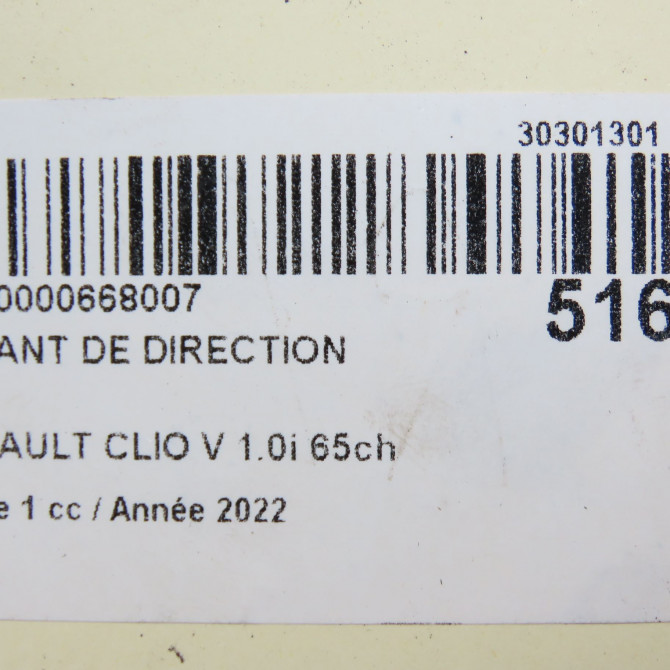 30301301
0000668007
516
ANT DE DIRECTION
AULT CLIO V 1.0i 65ch
e 1 cc / Année 2022